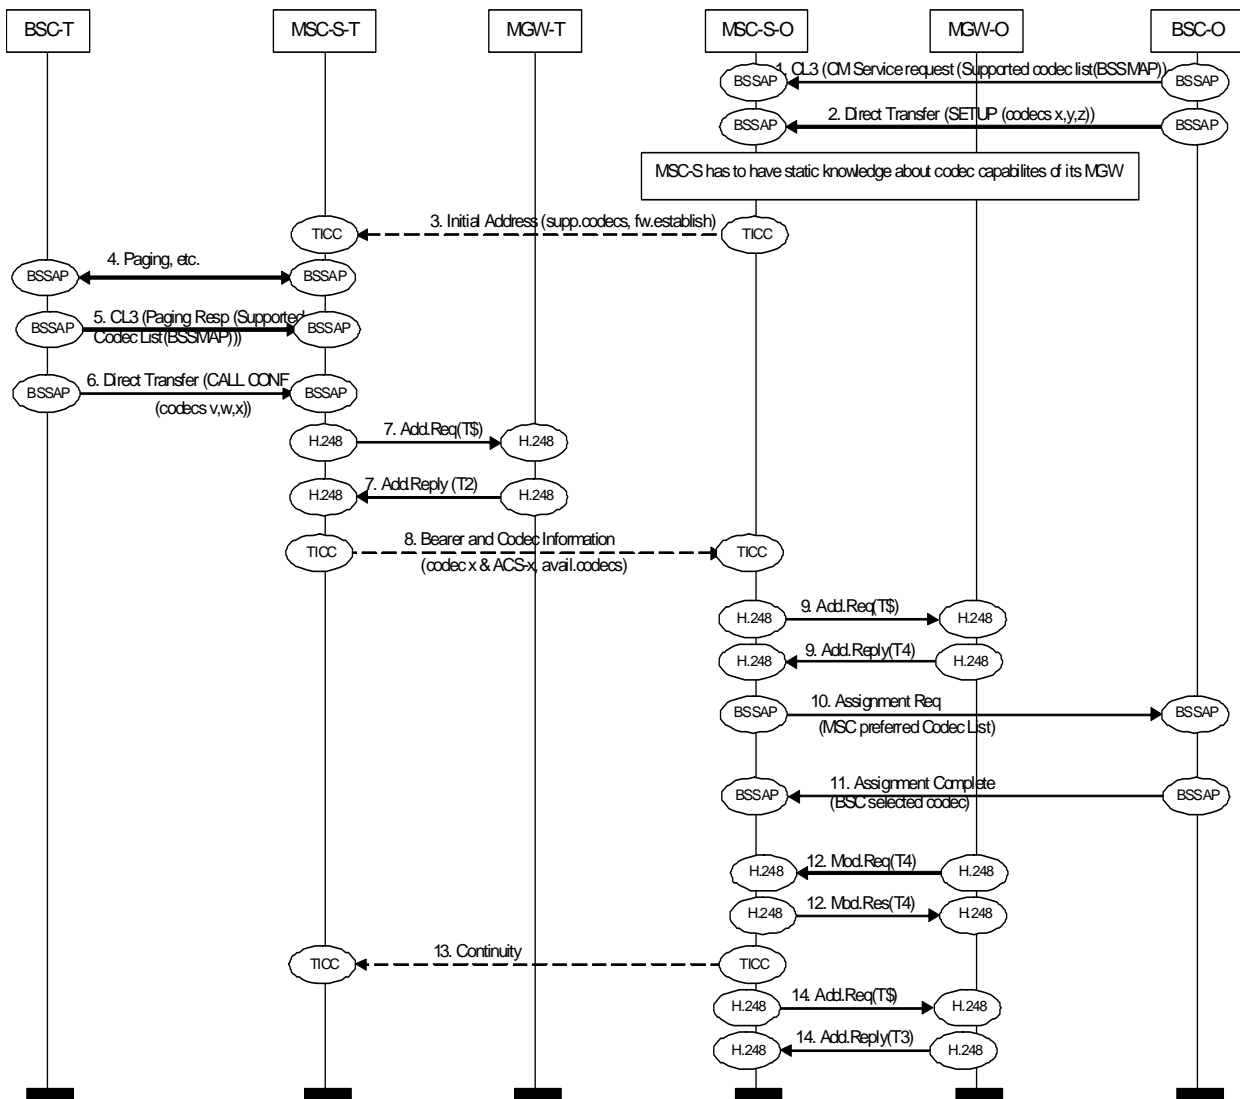 BSC-T MSC-S-T MGW-T MSC-S-O MGW-O BSC-O
BSSAP 1. CL3 (CM Service request (Supported codec list(BSSMAP)) BSSAP
BSSAP 2. Direct Transfer (SETUP (codecs x,y,z)) BSSAP
MSC-S has to have static knowledge about codec capabilites of its MGW
TICC 3. Initial Address (supp.codecs, fw.establish) TICC
BSSAP 4. Paging, etc. BSSAP
BSSAP 5. CL3 (Paging Resp (Supported BSSAP
Codec List(BSSMAP)))
BSSAP 6. Direct Transfer (CALL CONF BSSAP
(codecs v,w,x))
H.248 7. Add.Req(T$) H.248
H.248 7. Add.Reply (T2) H.248
TICC 8. Bearer and Codec Information TICC
(codec x & ACS-x, avail.codecs)
H.248 9. Add.Req(T$) H.248
H.248 9. Add.Reply(T4) H.248
BSSAP 10. Assignment Req BSSAP
(MSC preferred Codec List)
BSSAP 11. Assignment Complete BSSAP
(BSC selected codec)
H.248 12. Mod.Req(T4) H.248
H.248 12. Mod.Res(T4) H.248
TICC 13. Continuity TICC
H.248 14. Add.Req(T$) H.248
H.248 14. Add.Reply(T3) H.248